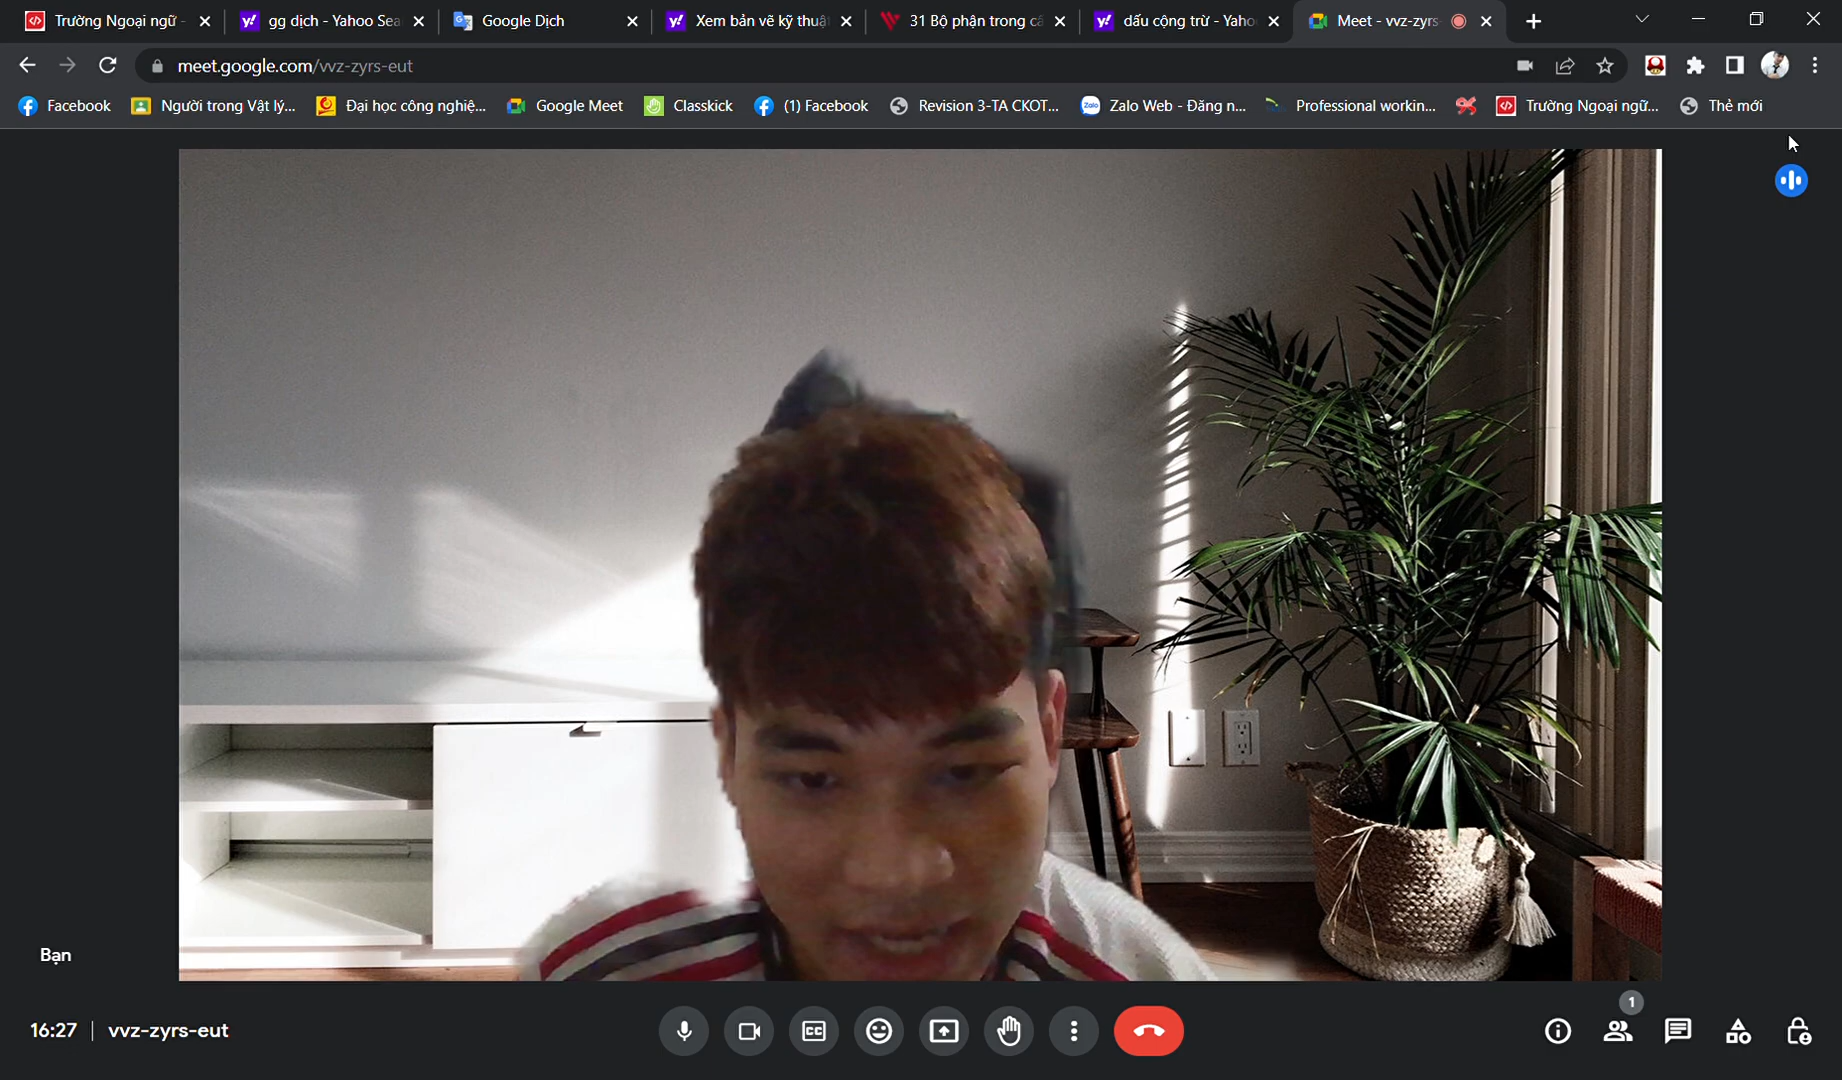 Trường Ngoại ngữ -
gg dịch - Yahoo Sea
Google Dịch
Xem bản vẽ kỹ thuật
31 Bộ phận trong câ
dấu cộng trừ - Yaho
Meet - vvz-zyrs-
meet.google.com/vvz-zyrs-eut
Facebook
Người trong Vật lý...
Đại học công nghiệ...
Google Meet
Classkick
(1) Facebook
Revision 3-TA CKOT...
Zalo Web - Đăng n...
Professional workin...
Trường Ngoại ngữ...
Thẻ mới
Bạn
16:27 | vvz-zyrs-eut
1